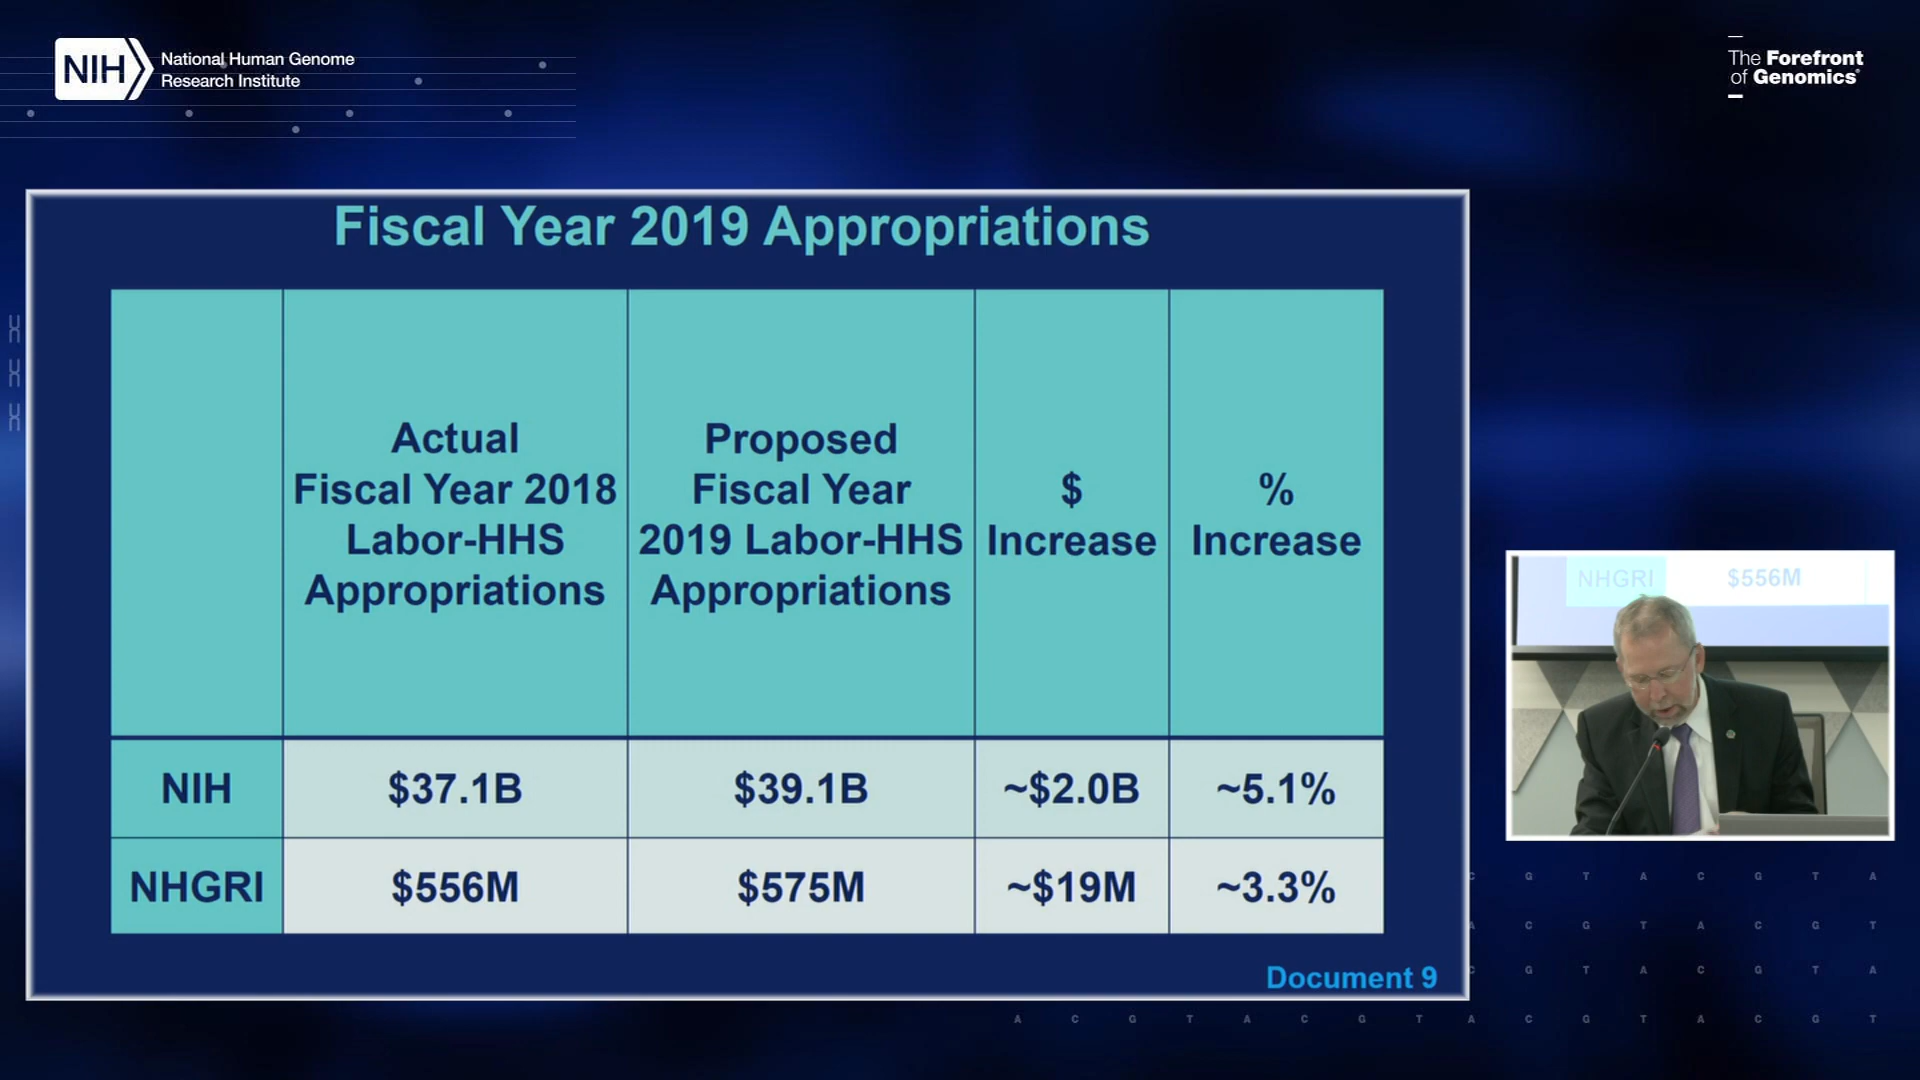 NIH
National Human Genome
Research Institute
The Forefront
of Genomics®
Fiscal Year 2019 Appropriations
Actual
Fiscal Year 2018
Labor-HHS
Appropriations
Proposed
Fiscal Year
2019 Labor-HHS
Appropriations
$
Increase
%
Increase
NIH
$37.1B
$39.1B
~$2.0B
~5.1%
NHGRI
$556M
$575M
~$19M
~3.3%
Document 9
NHGRI
$556M
C G T A C G T A
A C G T A C G T
C G T A C G T A
A C G T A C G T A C G T A C G T